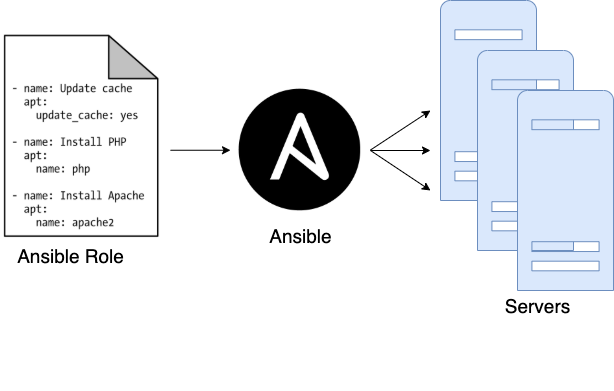 - name: Update cache
  apt:
    update_cache: yes
- name: Install PHP
  apt:
    name: php
- name: Install Apache
  apt:
    name: apache2
Ansible Role
Ansible
Servers